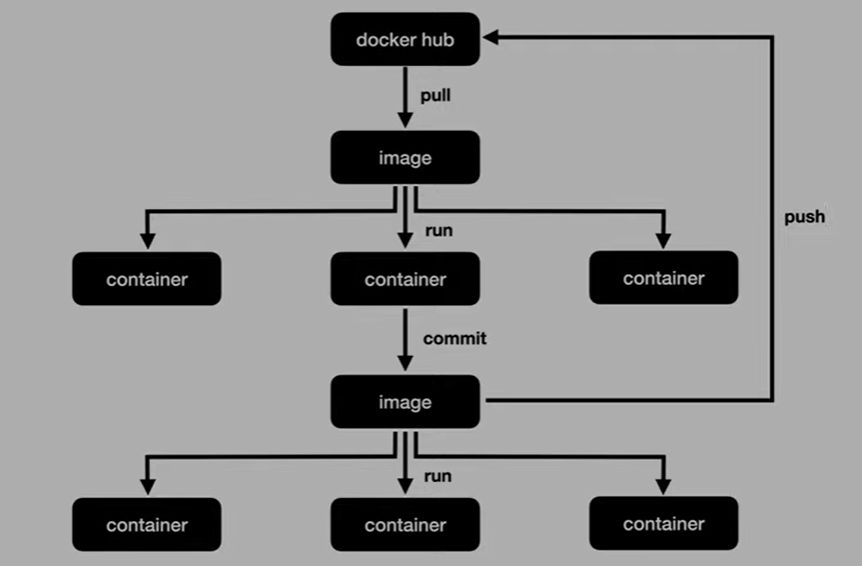 docker hub
pull
image
push
run
container
container
container
commit
image
run
container
container
container